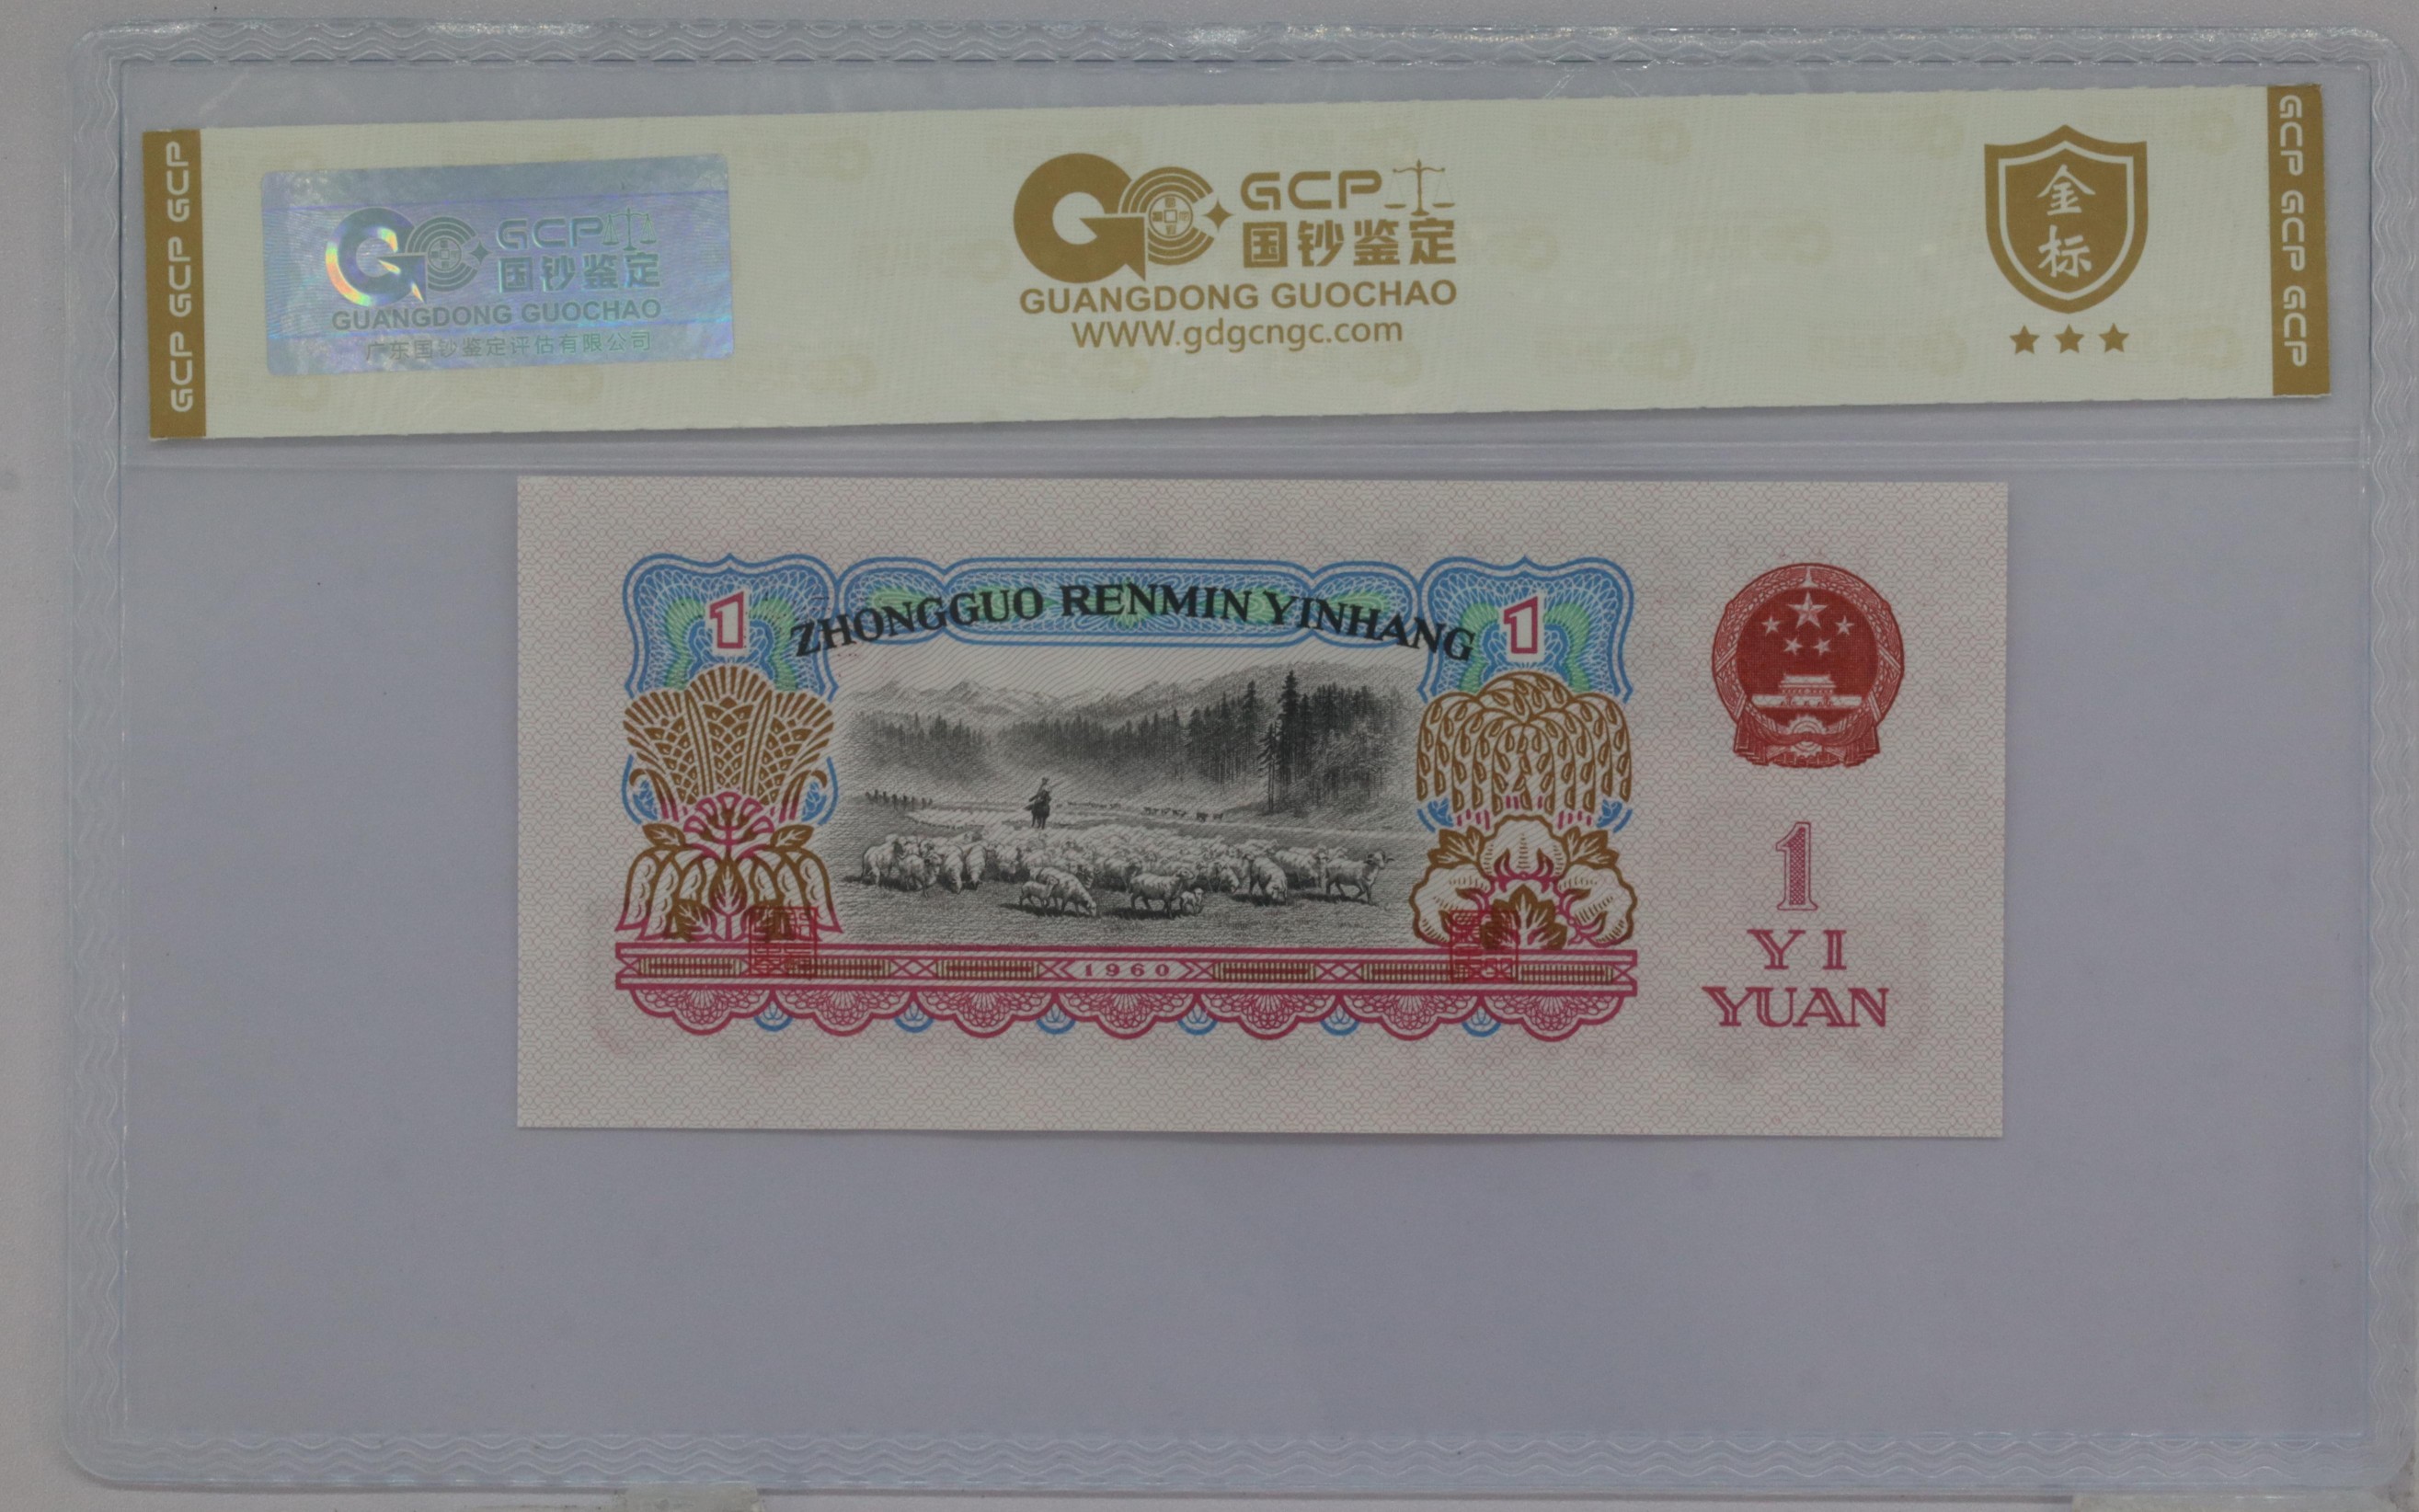 GCP GCP GCP
GCP
国钞鉴定
GUANGDONG GUOCHAO
广东国钞鉴定评估有限公司
GCP
国钞鉴定
GUANGDONG GUOCHAO
WWW.gdgcngc.com
金
标
GCP GCP GCP
1
ZHONGGUO RENMIN YINHANG
1
1960
1
YI
YUAN